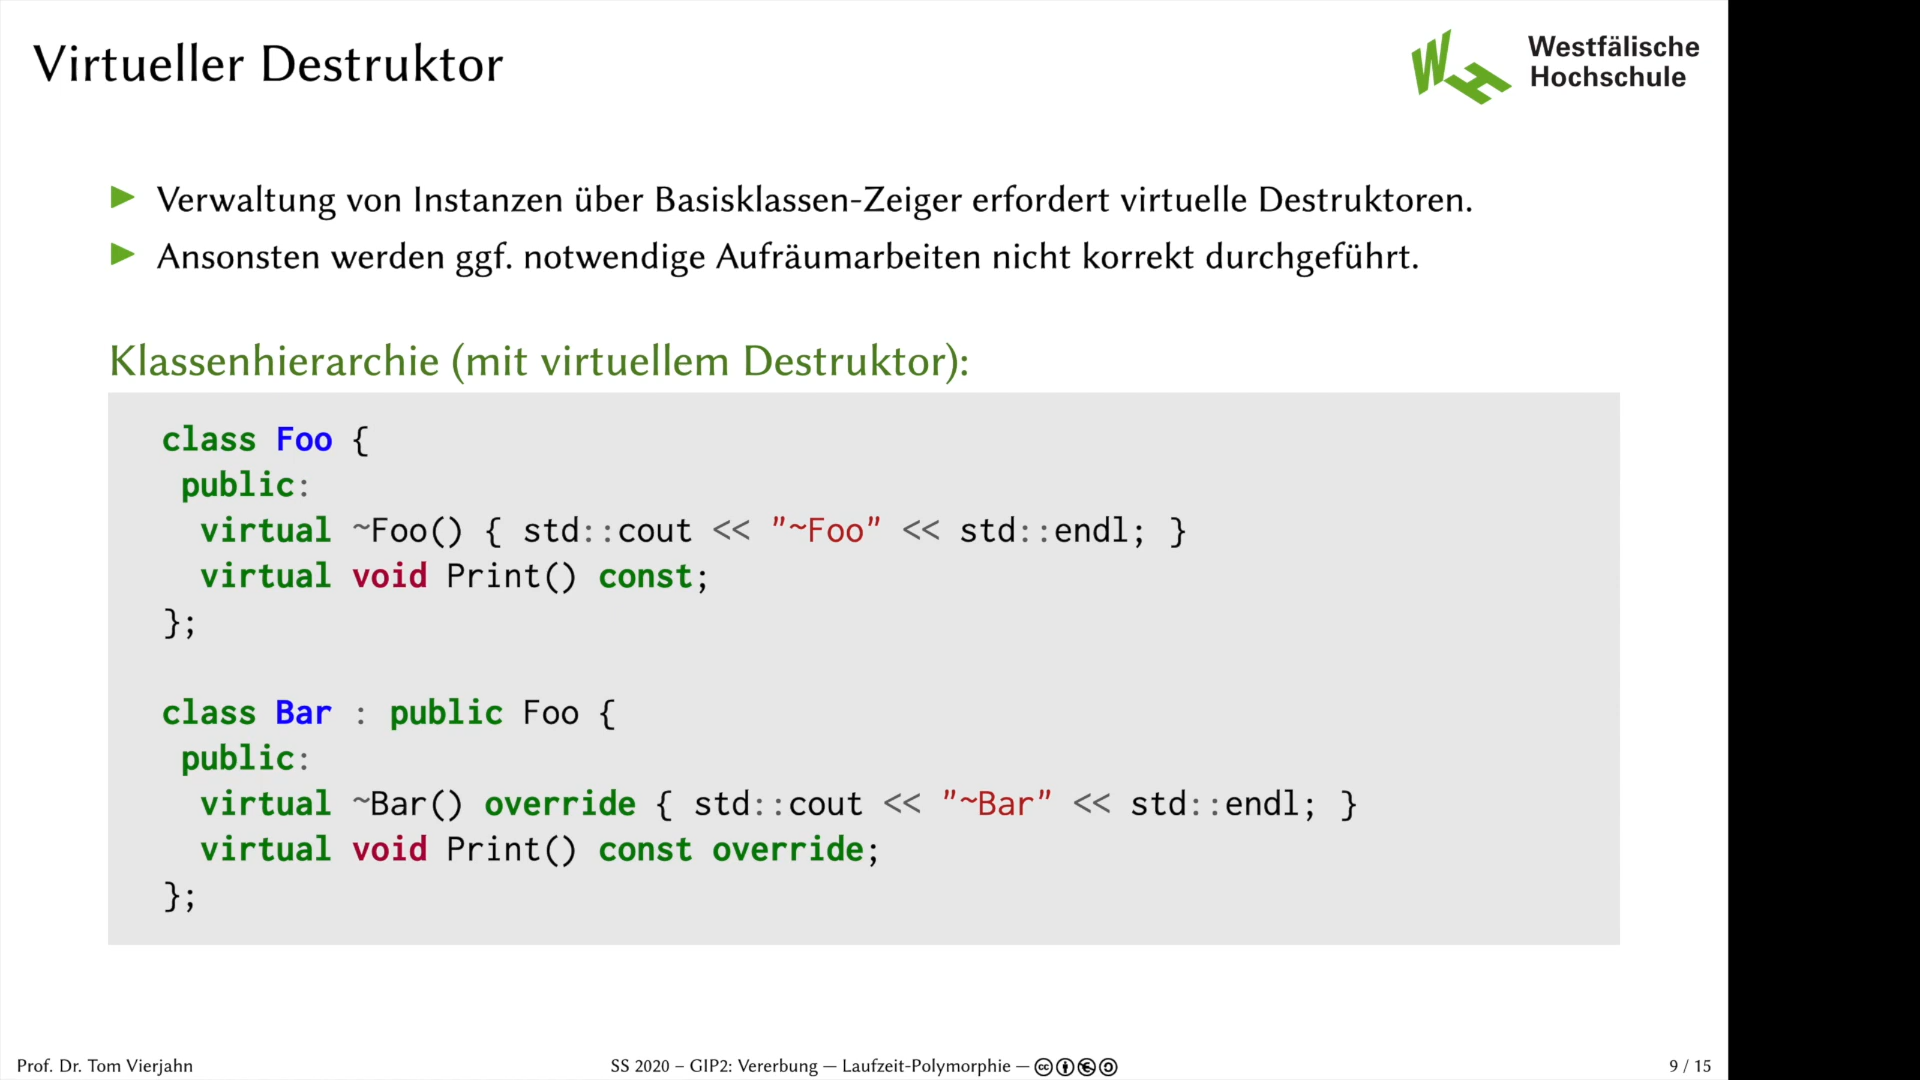 Virtueller Destruktor
Westfälische
Hochschule
Verwaltung von Instanzen über Basisklassen-Zeiger erfordert virtuelle Destruktoren.
Ansonsten werden ggf. notwendige Aufräumarbeiten nicht korrekt durchgeführt.
Klassenhierarchie (mit virtuellem Destruktor):
class Foo {
 public:
  virtual ~Foo() { std::cout << "~Foo" << std::endl; }
  virtual void Print() const;
};
class Bar : public Foo {
 public:
  virtual ~Bar() override { std::cout << "~Bar" << std::endl; }
  virtual void Print() const override;
};
Prof. Dr. Tom Vierjahn
SS 2020 – GIP2: Vererbung — Laufzeit-Polymorphie —
9 / 15